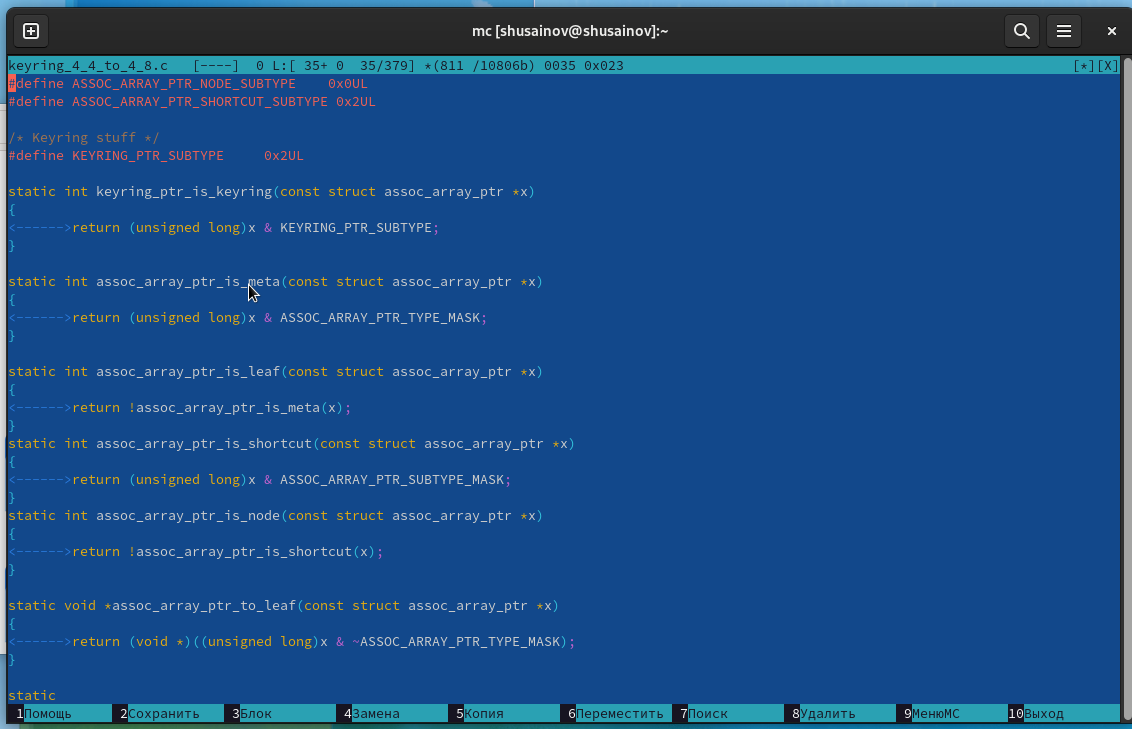 mc [shusainov@shusainov]:~
keyring_4_4_to_4_8.c   [----]  0 L:[ 35+ 0  35/379] *(811 /10806b) 0035 0x023 [*][X]
#define ASSOC_ARRAY_PTR_NODE_SUBTYPE    0x0UL
#define ASSOC_ARRAY_PTR_SHORTCUT_SUBTYPE 0x2UL
/* Keyring stuff */
#define KEYRING_PTR_SUBTYPE     0x2UL
static int keyring_ptr_is_keyring(const struct assoc_array_ptr *x)
{
<------>return (unsigned long)x & KEYRING_PTR_SUBTYPE;
}
static int assoc_array_ptr_is_meta(const struct assoc_array_ptr *x)
{
<------>return (unsigned long)x & ASSOC_ARRAY_PTR_TYPE_MASK;
}
static int assoc_array_ptr_is_leaf(const struct assoc_array_ptr *x)
{
<------>return !assoc_array_ptr_is_meta(x);
}
static int assoc_array_ptr_is_shortcut(const struct assoc_array_ptr *x)
{
<------>return (unsigned long)x & ASSOC_ARRAY_PTR_SUBTYPE_MASK;
}
static int assoc_array_ptr_is_node(const struct assoc_array_ptr *x)
{
<------>return !assoc_array_ptr_is_shortcut(x);
}
static void *assoc_array_ptr_to_leaf(const struct assoc_array_ptr *x)
{
<------>return (void *)((unsigned long)x & ~ASSOC_ARRAY_PTR_TYPE_MASK);
}
static
1Помощь 2Сохранить 3Блок 4Замена 5Копия 6Переместить 7Поиск 8Удалить 9МенюMC 10Выход